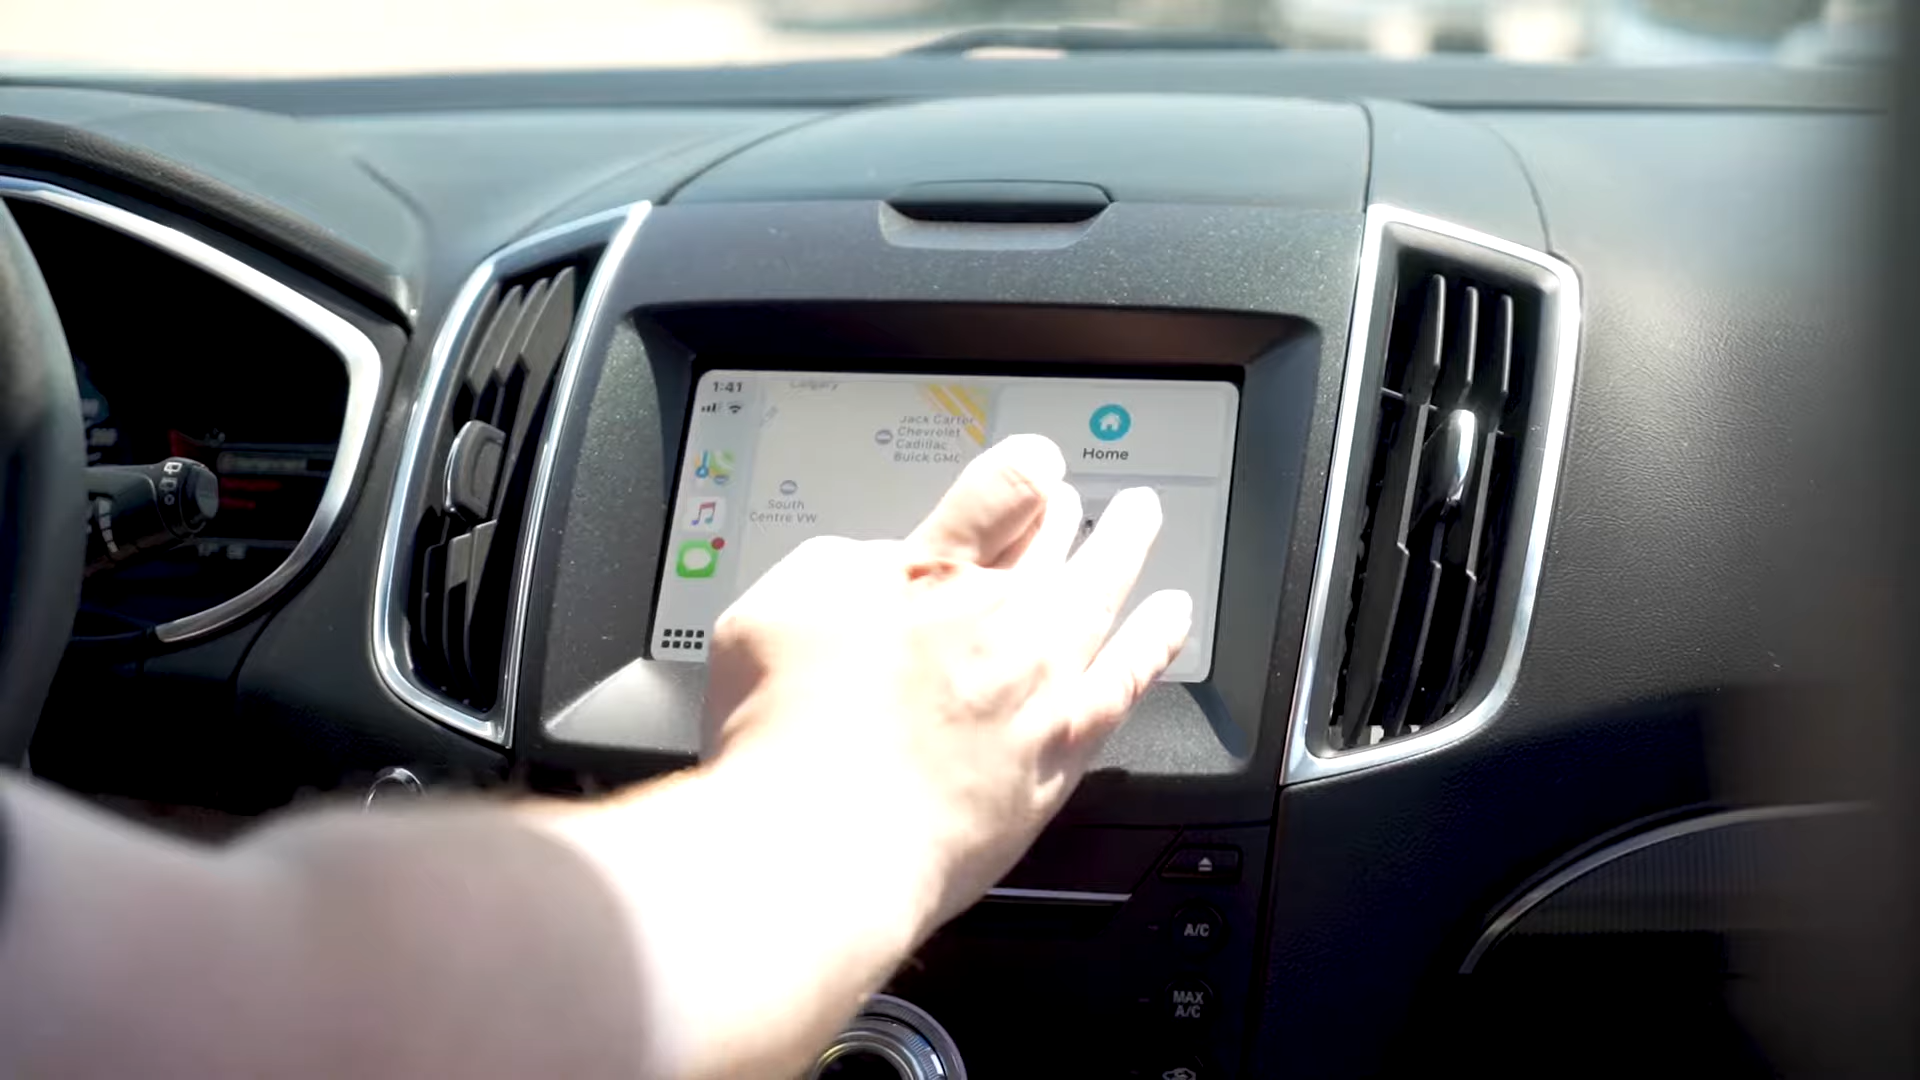 1:41
Calgary
Jack Carter
Chevrolet
Cadillac
Buick GMC
Home
South
Centre VW
A/C
MAX
A/C